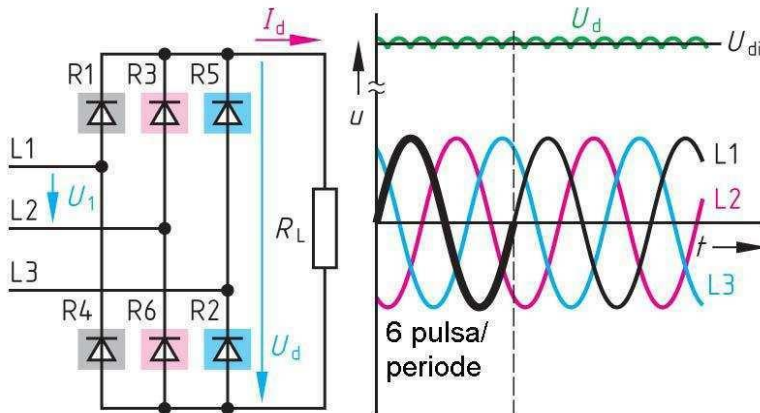 I_d
R1 R3 R5
L1
U_1
L2
R_L
L3
R4 R6 R2
U_d
U_d
U_di
u
L1
L2
t
L3
6 pulsa/
periode